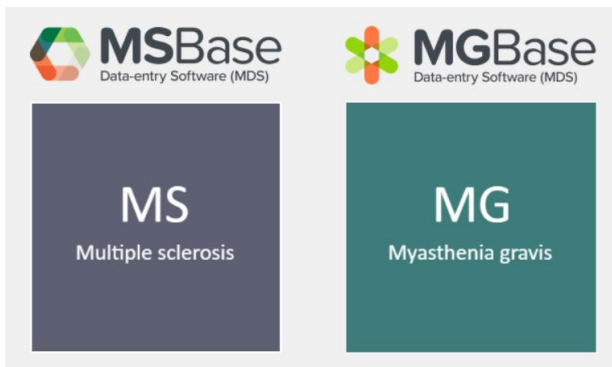 MSBase
Data-entry Software (MDS)
MS
Multiple sclerosis
MGBase
Data-entry Software (MDS)
MG
Myasthenia gravis